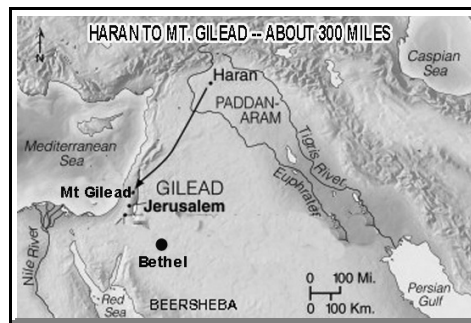 HARAN TO MT. GILEAD -- ABOUT 300 MILES
N
Haran
Caspian
Sea
PADDAN-
ARAM
Tigris River
Mediterranean
Sea
Euphrates
Mt Gilead
GILEAD
Jerusalem
Nile River
Bethel
0 100 Mi.
0 100 Km.
Persian
Gulf
Red
Sea
BEERSHEBA